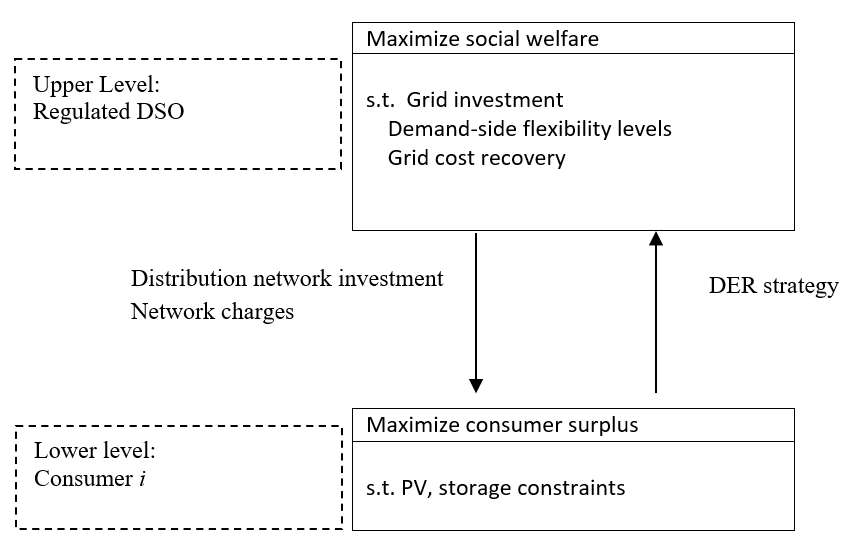 Maximize social welfare
Upper Level:
Regulated DSO
s.t. Grid investment
Demand-side flexibility levels
Grid cost recovery
Distribution network investment
Network charges
DER strategy
Maximize consumer surplus
Lower level:
Consumer i
s.t. PV, storage constraints